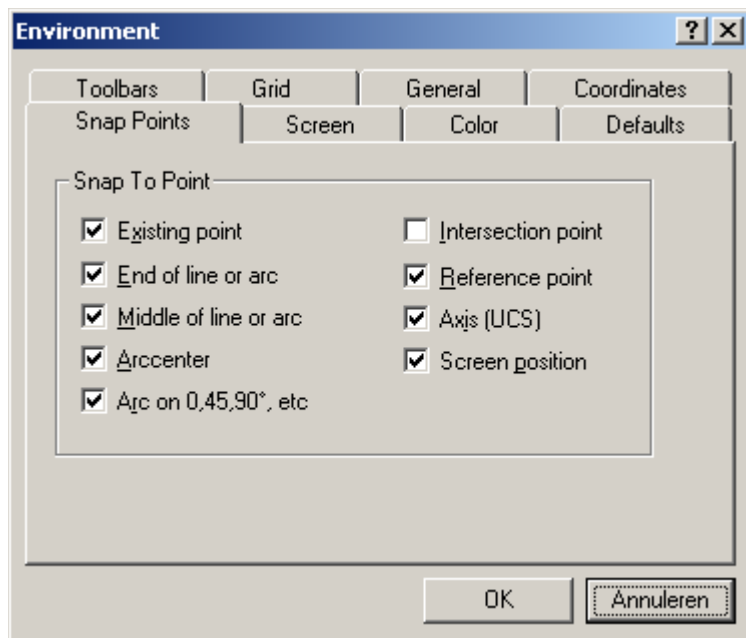 Environment
Toolbars Grid General Coordinates
Snap Points Screen Color Defaults
Snap To Point
Existing point
End of line or arc
Middle of line or arc
Arccenter
Arc on 0,45,90°, etc
Intersection point
Reference point
Axis (UCS)
Screen position
OK Annuleren